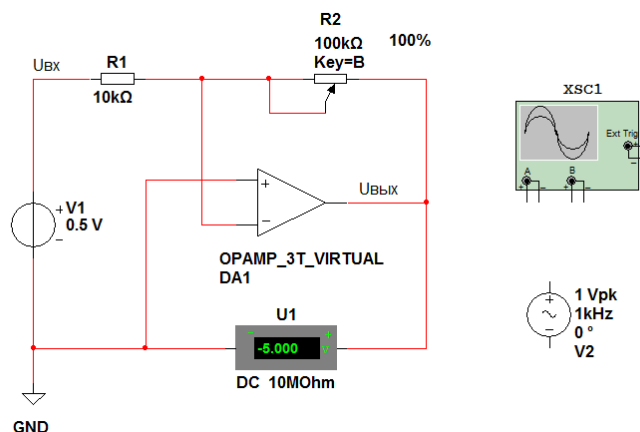 R2
100kΩ
100%
Key=B
Uвх
R1
10kΩ
xsc1
Ext Trig
+
−
A
B
+ − + −
V1
+
0.5 V
−
+
−
Uвых
OPAMP_3T_VIRTUAL
DA1
U1
− +
-5.000 V
DC 10MOhm
GND
+
1 Vpk
1kHz
0 °
−
V2